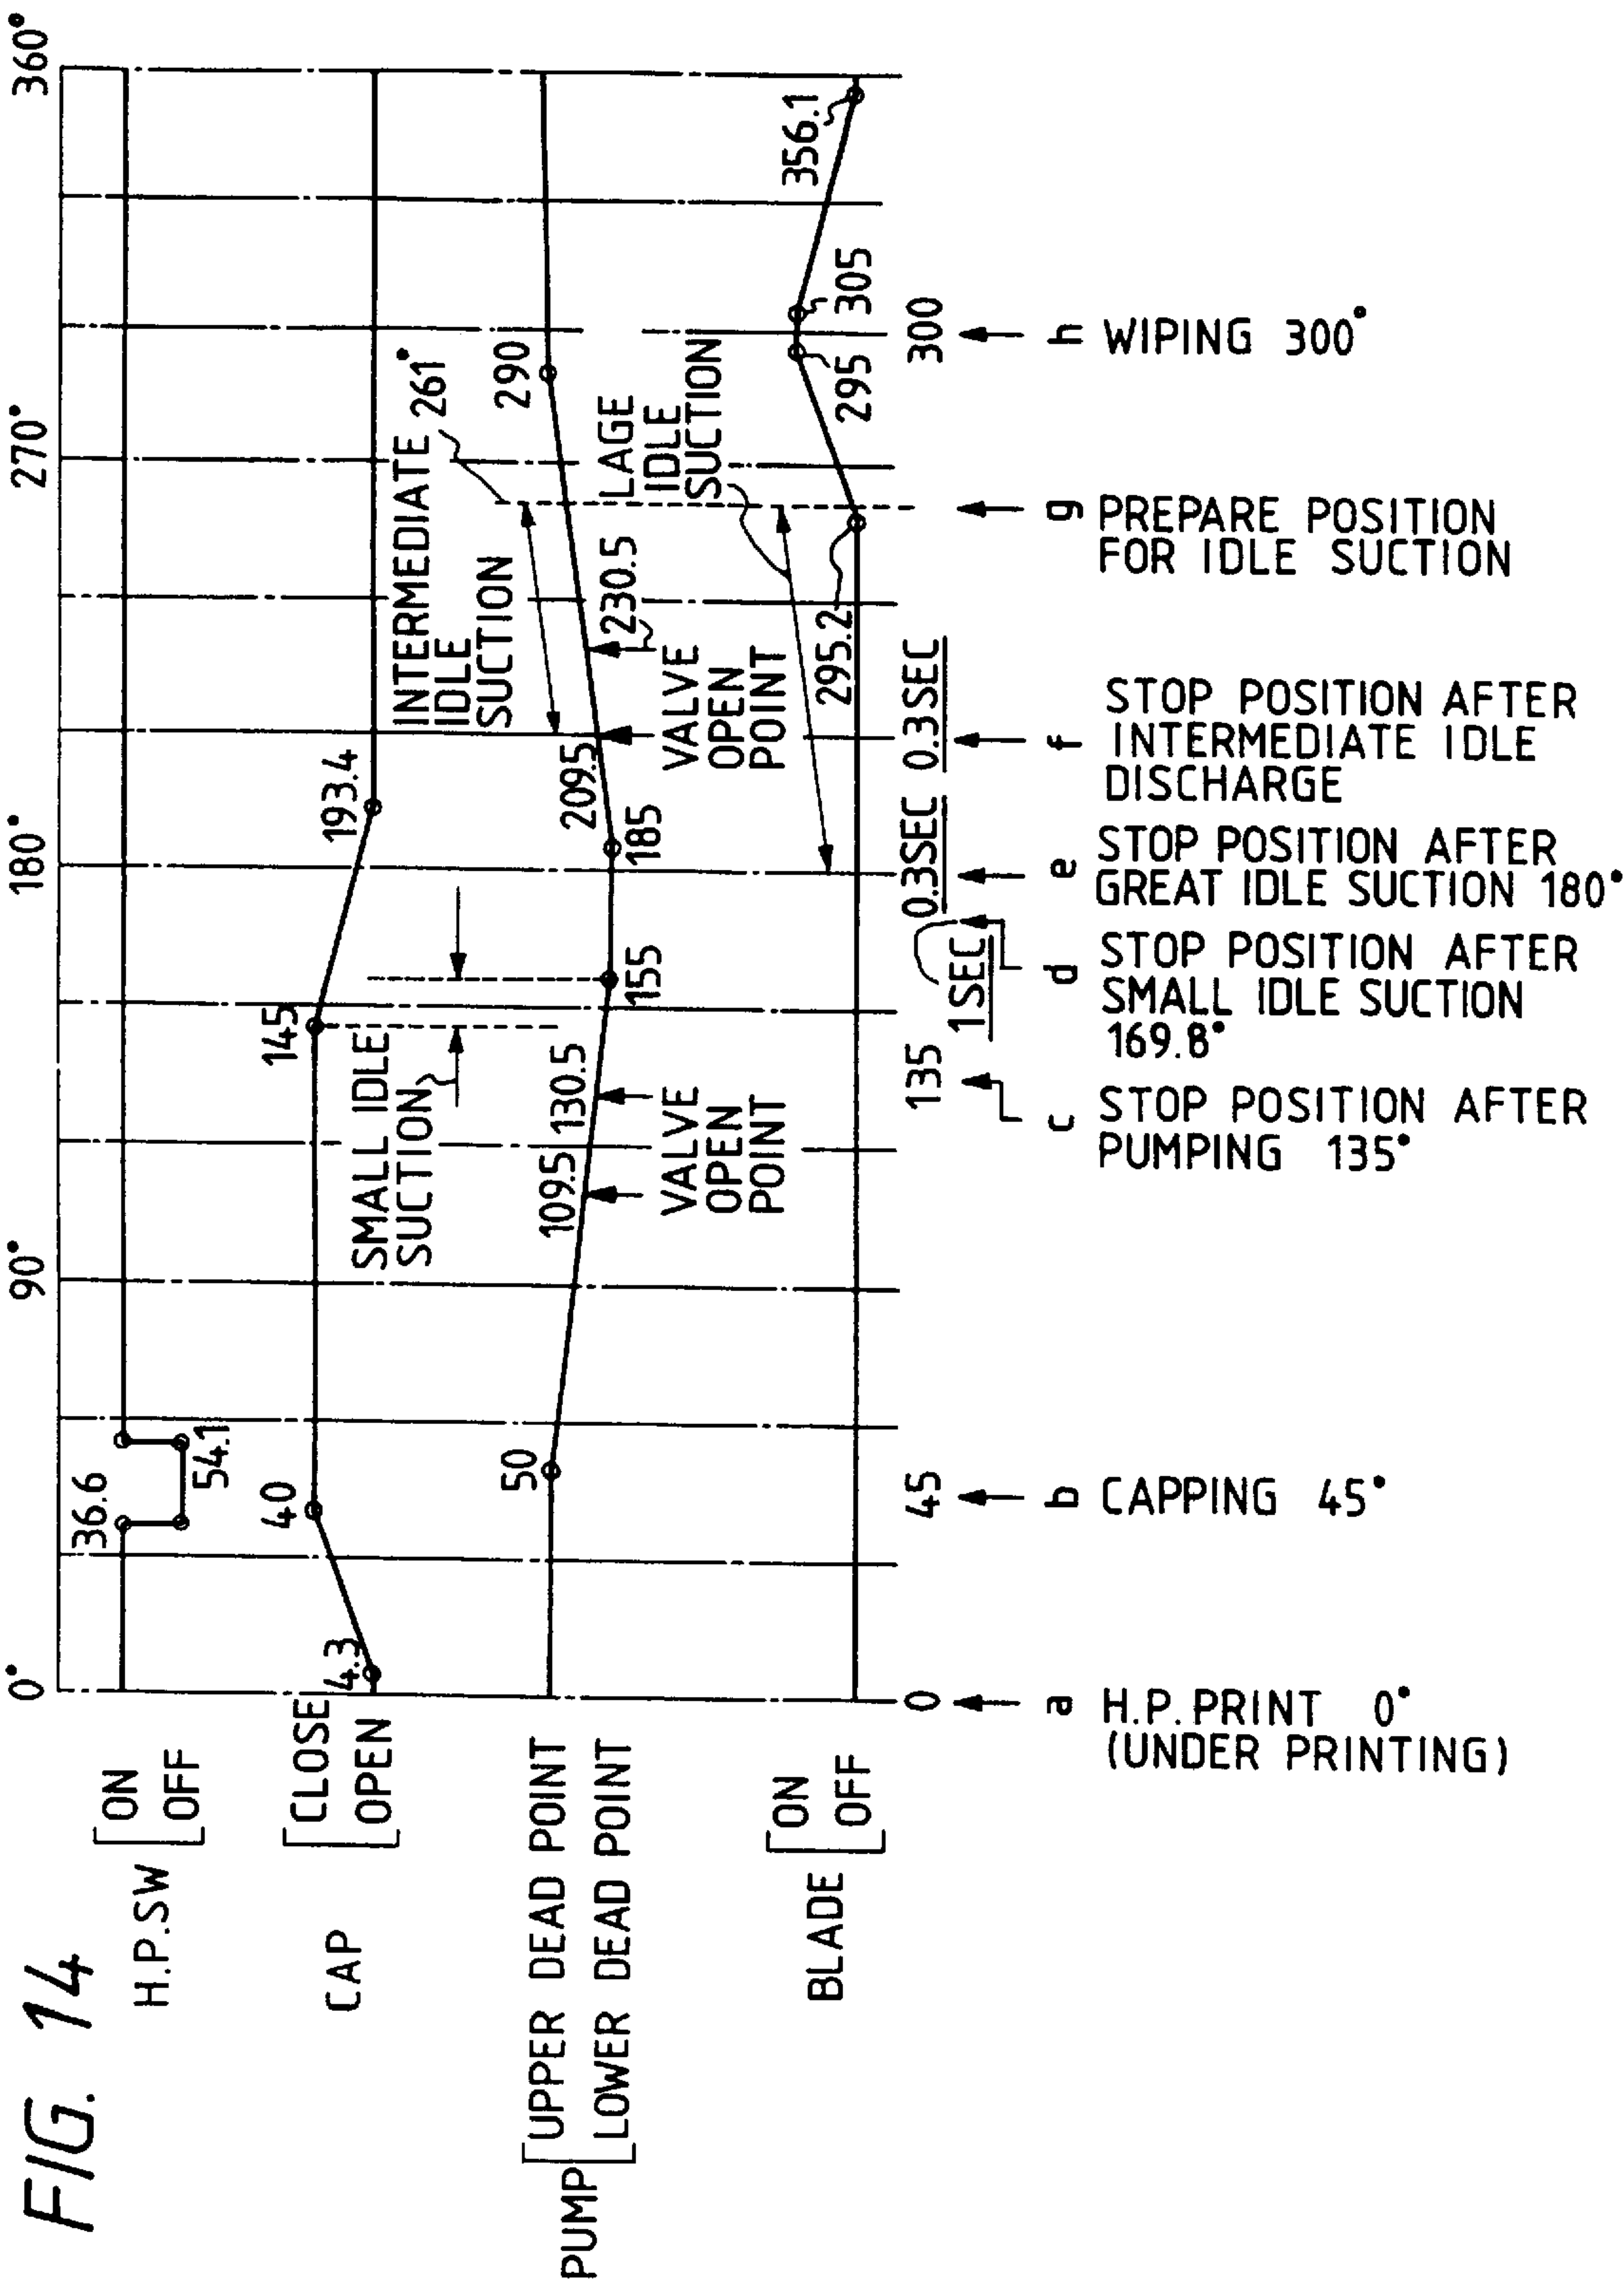 FIG. 14
0°
90°
180°
270°
360°
H.P.SW
ON
OFF
36.6
54.1
CAP
CLOSE
OPEN
4.3
40
145
193.4
SMALL IDLE
SUCTION
INTERMEDIATE 261°
IDLE
SUCTION
PUMP
UPPER DEAD POINT
LOWER DEAD POINT
50
109.5
130.5
155
185
209.5
230.5
290
VALVE
OPEN
POINT
VALVE
OPEN
POINT
LAGE
IDLE
SUCTION
BLADE
ON
OFF
295.2
295
305
356.1
0
45
135
1SEC
0.3SEC
0.3SEC
300
a
H.P.PRINT 0°
(UNDER PRINTING)
b
CAPPING 45°
c
STOP POSITION AFTER
PUMPING 135°
d
STOP POSITION AFTER
SMALL IDLE SUCTION
169.8°
e
STOP POSITION AFTER
GREAT IDLE SUCTION 180°
f
STOP POSITION AFTER
INTERMEDIATE IDLE
DISCHARGE
g
PREPARE POSITION
FOR IDLE SUCTION
h
WIPING 300°